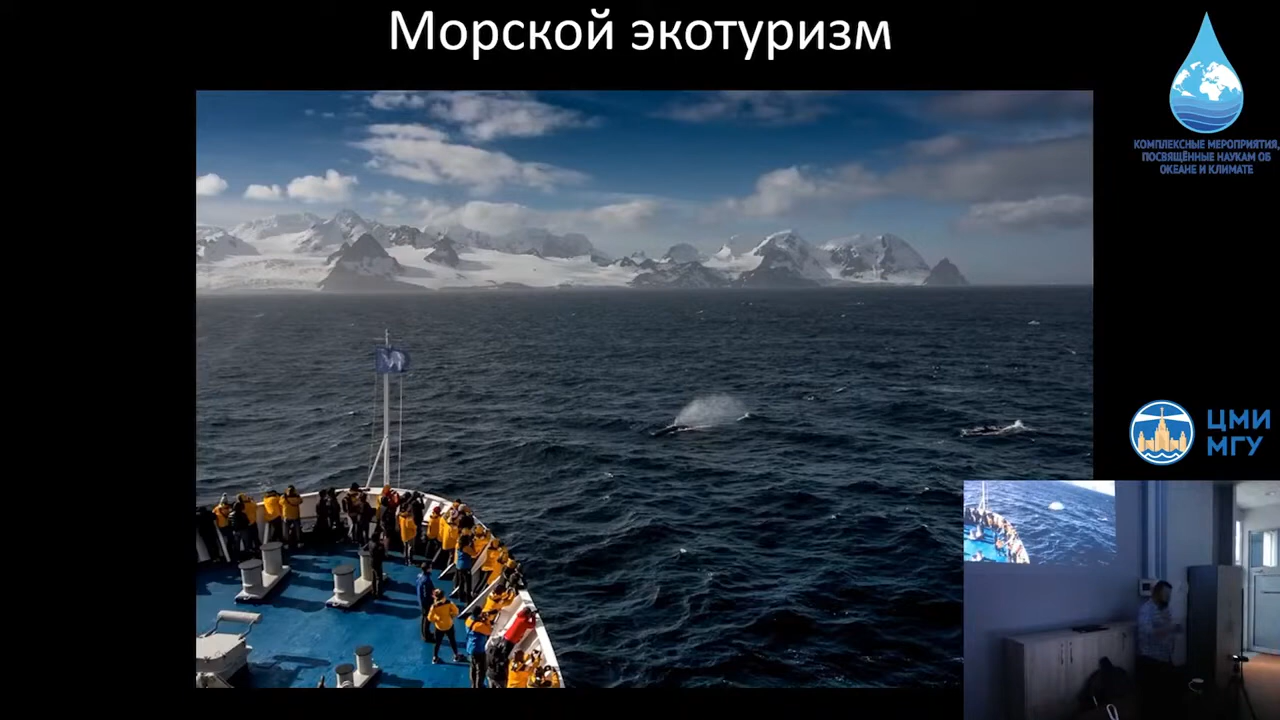 Морской экотуризм
КОМПЛЕКСНЫЕ МЕРОПРИЯТИЯ,
ПОСВЯЩЁННЫЕ НАУКАМ ОБ
ОКЕАНЕ И КЛИМАТЕ
ЦМИ
МГУ